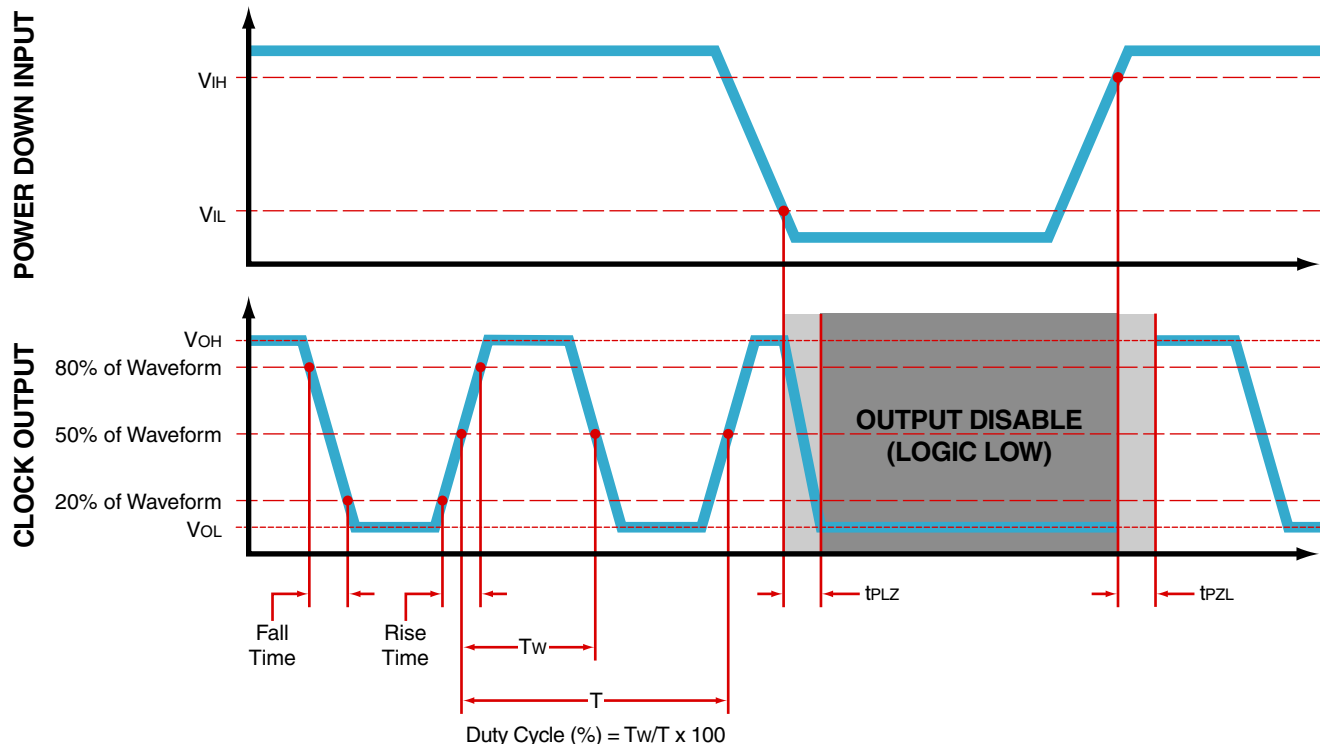 POWER DOWN INPUT
VIH
VIL
CLOCK OUTPUT
VOH
80% of Waveform
50% of Waveform
20% of Waveform
VOL
OUTPUT DISABLE
(LOGIC LOW)
Fall
Time
Rise
Time
tPLZ
tPZL
TW
T
Duty Cycle (%) = TW/T x 100